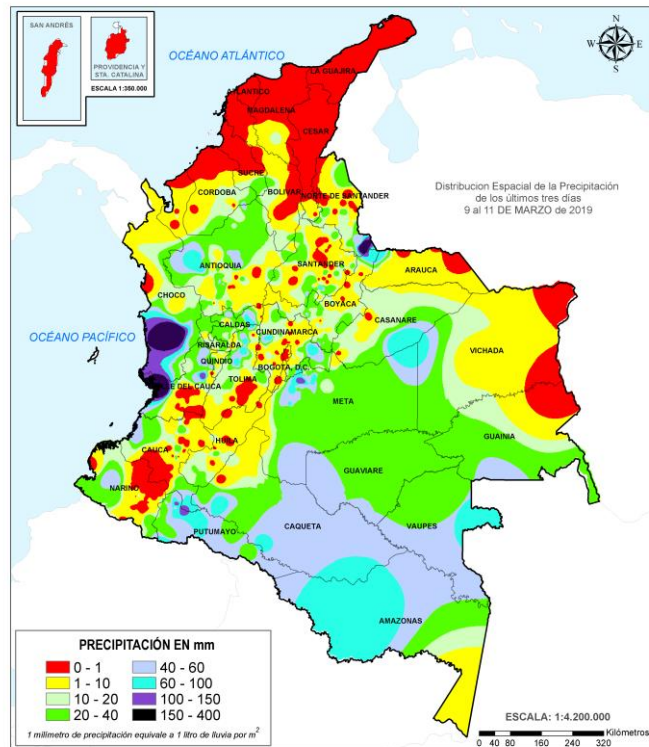 SAN ANDRÉS
PROVIDENCIA Y
STA. CATALINA
ESCALA 1:350.000
OCÉANO ATLÁNTICO
N
W
E
S
LA GUAJIRA
ATLANTICO
MAGDALENA
CESAR
SUCRE
CORDOBA
BOLIVAR
NORTE DE SANTANDER
Distribucion Espacial de la Precipitación
de los últimos tres días
9 al 11 DE MARZO de 2019
ANTIOQUIA
SANTANDER
ARAUCA
CHOCO
BOYACA
OCÉANO PACÍFICO
CALDAS
CUNDINAMARCA
CASANARE
RISARALDA
VICHADA
QUINDIO
BOGOTA, D.C.
E DEL CAUCA
TOLIMA
META
GUAINIA
CAUCA
HUILA
GUAVIARE
NARIÑO
CAQUETA
VAUPES
PUTUMAYO
AMAZONAS
PRECIPITACIÓN EN mm
0 - 1
40 - 60
1 - 10
60 - 100
10 - 20
100 - 150
20 - 40
150 - 400
1 milimetro de precipitación equivale a 1 litro de lluvia por m²
ESCALA: 1:4.200.000
Kilómetros
0 40 80 160 240 320